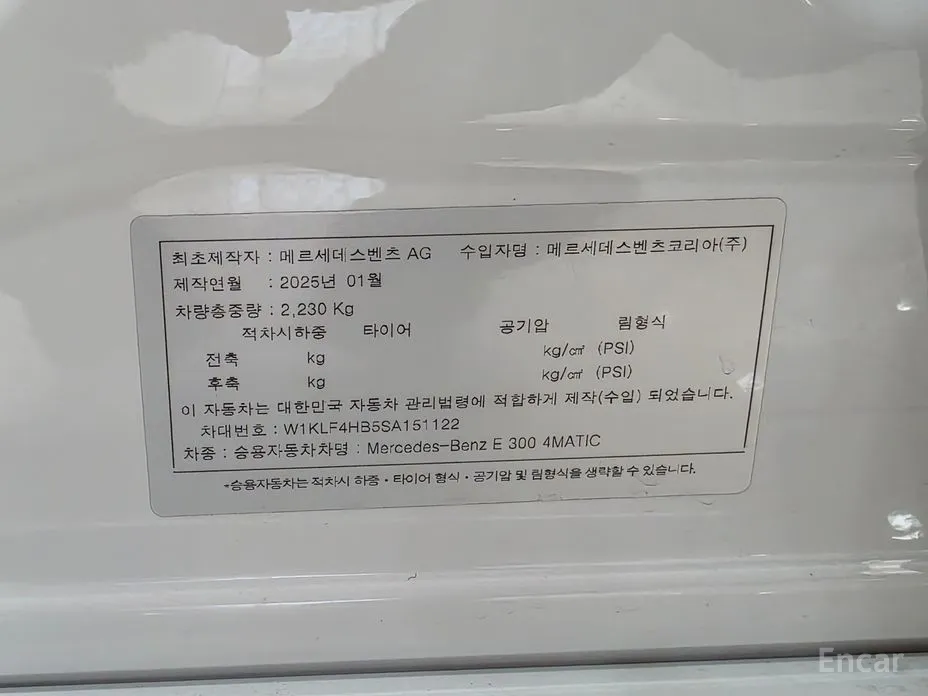 최초제작자 : 메르세데스벤츠 AG 수입자명 : 메르세데스벤츠코리아(주)
제작연월 : 2025년 01월
차량총중량 : 2,230 Kg
적차시하중 타이어 공기압 림형식
전축 kg kg/㎠ (PSI)
후축 kg kg/㎠ (PSI)
이 자동차는 대한민국 자동차 관리법령에 적합하게 제작(수입) 되었습니다.
차대번호 : W1KLF4HB5SA151122
차종 : 승용자동차차명 : Mercedes-Benz E 300 4MATIC
*승용자동차는 적차시 하중・타이어 형식・공기압 및 림형식을 생략할 수 있습니다.
Encar